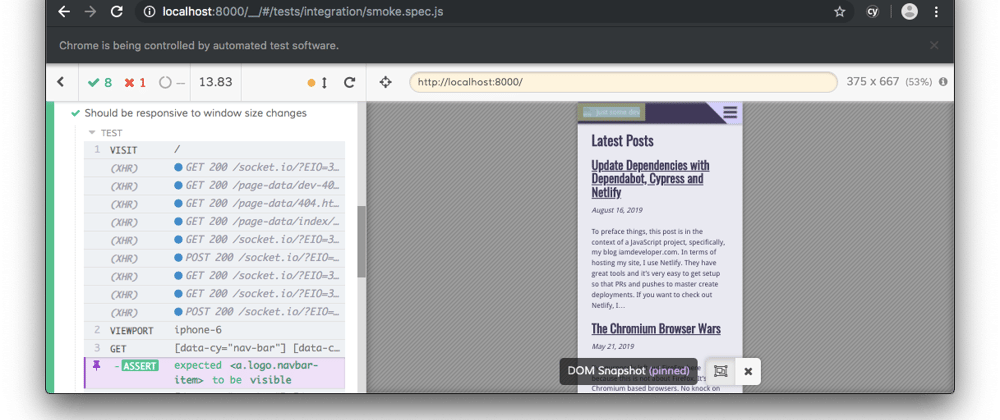 localhost:8000/__/#/tests/integration/smoke.spec.js
cy
Chrome is being controlled by automated test software.
8 1 -- 13.83
http://localhost:8000/
375 x 667 (53%)
Should be responsive to window size changes
TEST
1 VISIT /
(XHR) GET 200 /socket.io/?EIO=3…
(XHR) GET 200 /page-data/dev-40…
(XHR) GET 200 /page-data/404.ht…
(XHR) GET 200 /page-data/index/…
(XHR) GET 200 /socket.io/?EIO=3…
(XHR) POST 200 /socket.io/?EIO=…
(XHR) GET 200 /socket.io/?EIO=3…
(XHR) GET 200 /socket.io/?EIO=3…
(XHR) POST 200 /socket.io/?EIO=…
2 VIEWPORT iphone-6
3 GET [data-cy="nav-bar"] [data-c…
- ASSERT expected <a.logo.navbar-
item> to be visible
Latest Posts
Update Dependencies with
Dependabot, Cypress and
Netlify
August 16, 2019
To preface things, this post is in the
context of a JavaScript project, specifically,
my blog iamdeveloper.com. In terms of
hosting my site, I use Netlify. They have
great tools and it's very easy to get setup
so that PRs and pushes to master create
deployments. If you want to check out
Netlify, I…
The Chromium Browser Wars
May 21, 2019
DOM Snapshot (pinned)
Chromium based browsers. No knock on